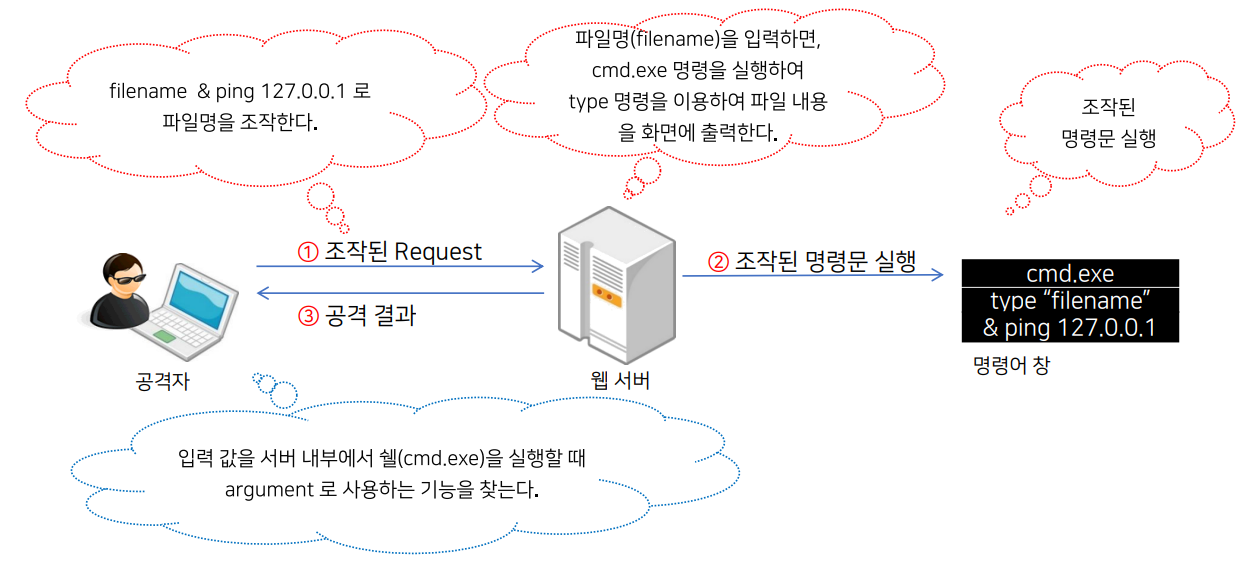 filename & ping 127.0.0.1 로
파일명을 조작한다.
파일명(filename)을 입력하면,
cmd.exe 명령을 실행하여
type 명령을 이용하여 파일 내용
을 화면에 출력한다.
조작된
명령문 실행
① 조작된 Request
② 조작된 명령문 실행
③ 공격 결과
cmd.exe
type “filename”
& ping 127.0.0.1
공격자
웹 서버
명령어 창
입력 값을 서버 내부에서 쉘(cmd.exe)을 실행할 때
argument 로 사용하는 기능을 찾는다.